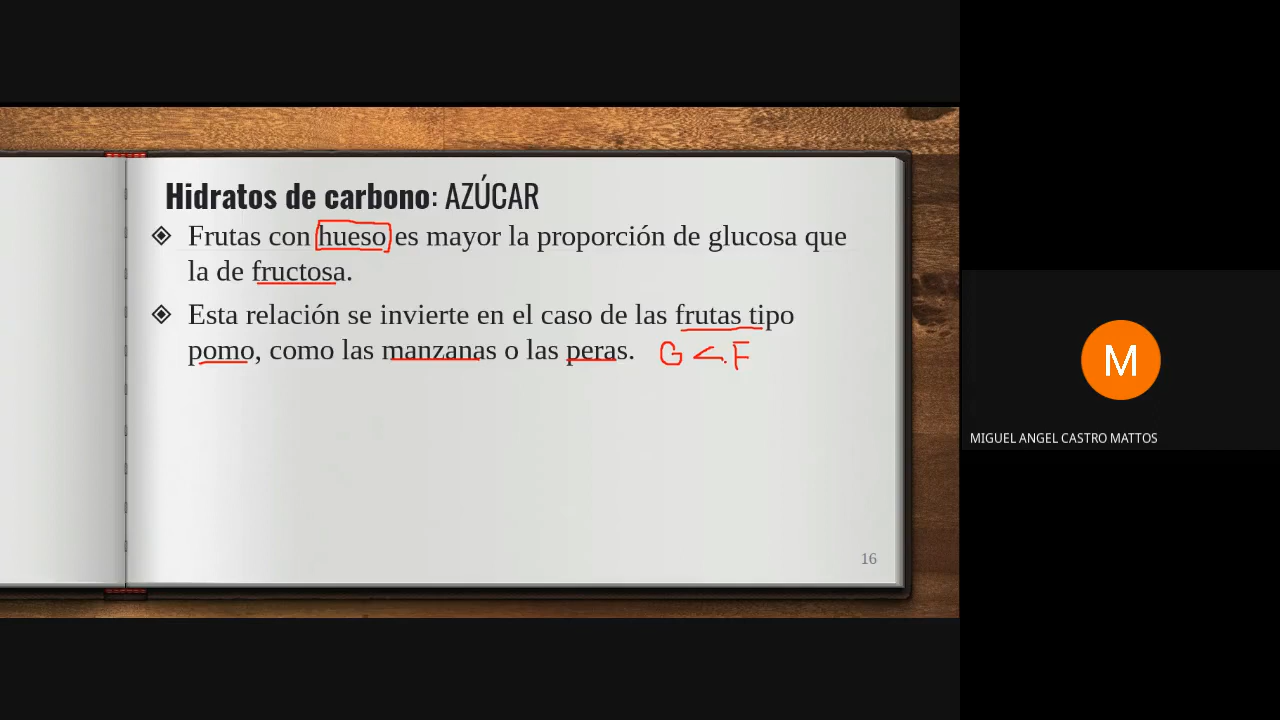 Hidratos de carbono: AZÚCAR
Frutas con hueso es mayor la proporción de glucosa que
la de fructosa.
Esta relación se invierte en el caso de las frutas tipo
pomo, como las manzanas o las peras. G < F
16
M
MIGUEL ANGEL CASTRO MATTOS